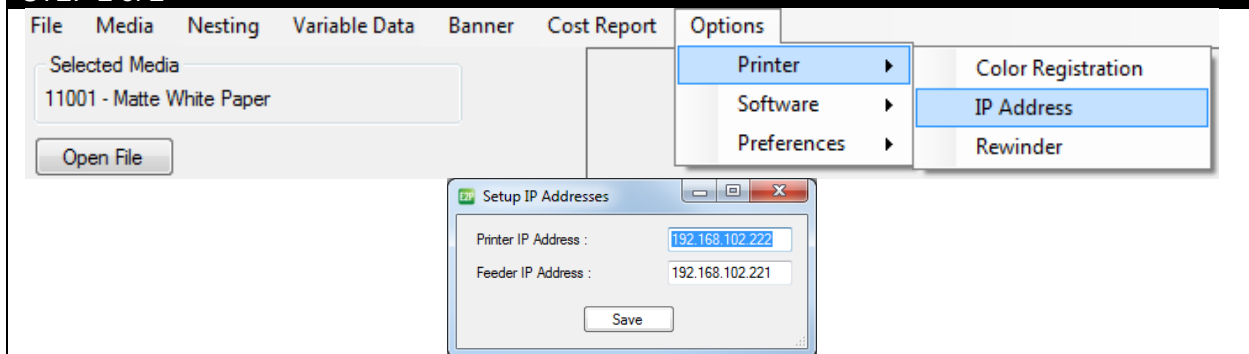 File Media Nesting Variable Data Banner Cost Report Options
Selected Media
11001 - Matte White Paper
Open File
Printer
Software
Preferences
Color Registration
IP Address
Rewinder
E2P Setup IP Addresses
Printer IP Address : 192.168.102.222
Feeder IP Address : 192.168.102.221
Save